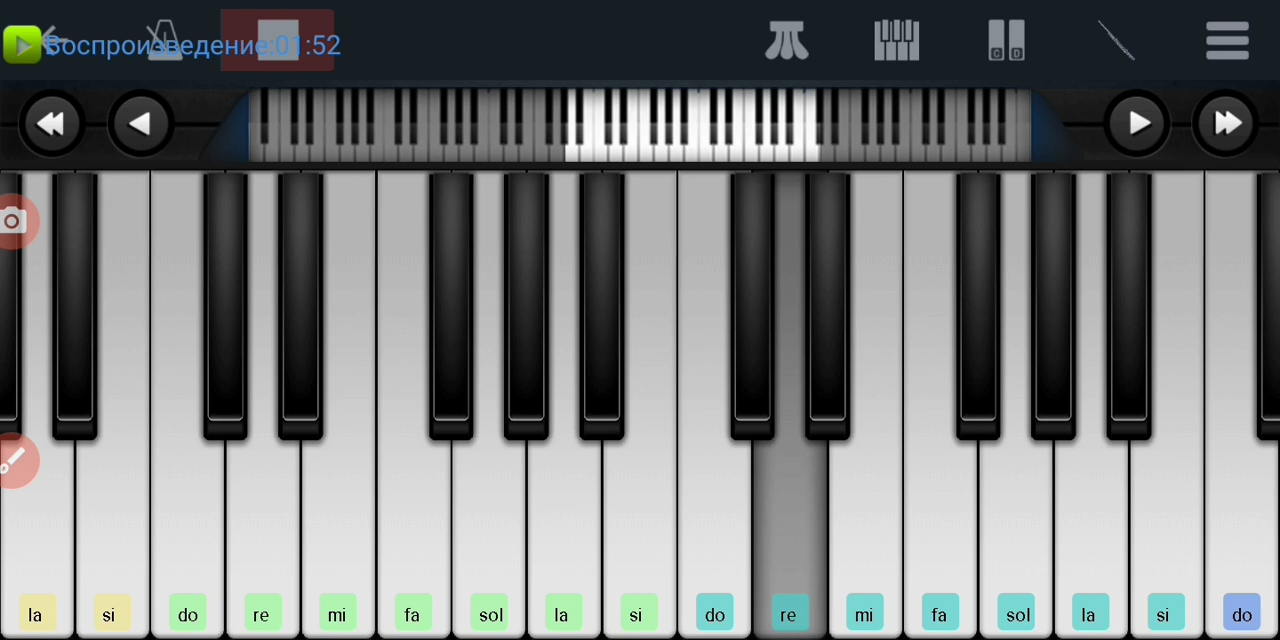 Воспроизведение:01:52
C D
la si do re mi fa sol la si do re mi fa sol la si do